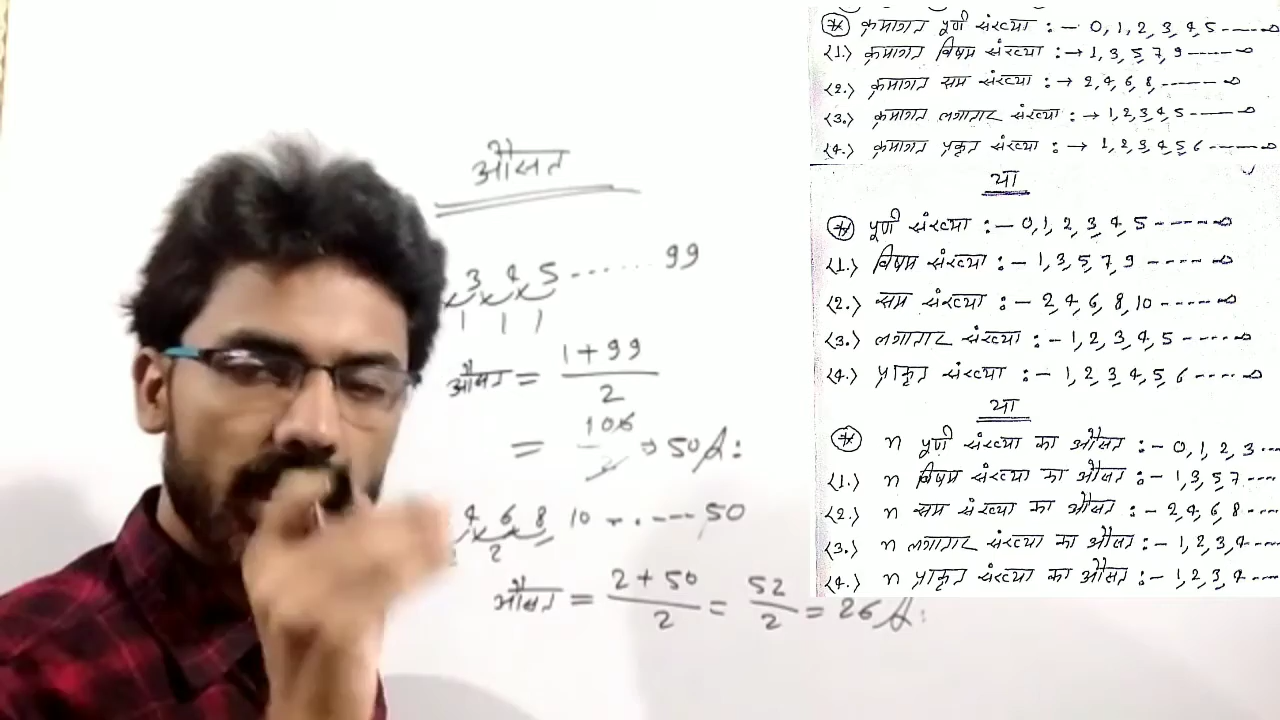 औसत
3 4 5 ...... 99
1 1 1
औसत = 1+99 / 2
= 100 / 2 ⇒ 50 A:
4 6 8 10 ------ 50
2
औसत = 2+50 / 2 = 52 / 2 = 26 A:
* क्रमागत पूर्ण संख्या :- 0, 1, 2, 3, 4, 5 -----∞
<1.> क्रमागत विषम संख्या :→ 1, 3, 5, 7, 9 -----∞
<2.> क्रमागत सम संख्या :→ 2, 4, 6, 8, ------∞
<3.> क्रमागत लगातार संख्या :→ 1, 2, 3, 4, 5 -----∞
<4.> क्रमागत प्रकृत संख्या :→ 1, 2, 3, 4, 5 6 -----∞
या
* पूर्ण संख्या :- 0, 1, 2, 3, 4, 5 -----∞
<1.> विषम संख्या :- 1, 3, 5, 7, 9 -----∞
<2.> सम संख्या :- 2, 4, 6, 8, 10 -----∞
<3.> लगातार संख्या :- 1, 2, 3, 4, 5 -----∞
<4.> प्राकृत संख्या :- 1, 2, 3, 4, 5, 6 ----∞
या
* n पूर्ण संख्या का औसत :- 0, 1, 2, 3 ---
<1.> n विषम संख्या का औसत :- 1, 3, 5, 7 ----
<2.> n सम संख्या का औसत :- 2, 4, 6, 8 ----
<3.> n लगातार संख्या का औसत :- 1, 2, 3, 4 ----
<4.> n प्राकृत संख्या का औसत :- 1, 2, 3, 4 ----